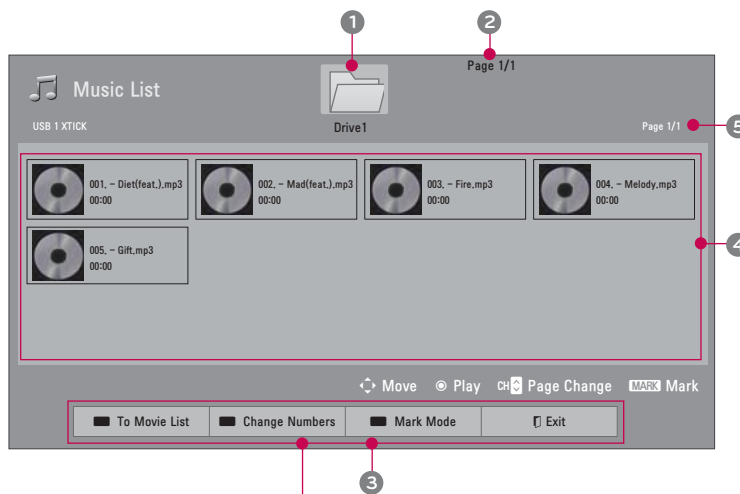 1
2
Page 1/1
Music List
USB 1 XTICK
Drive1
Page 1/1
5
001. - Diet(feat.).mp3
00:00
002. - Mad(feat.).mp3
00:00
003. - Fire.mp3
00:00
004. - Melody.mp3
00:00
4
005. - Gift.mp3
00:00
Move
Play
CH Page Change
MARK Mark
To Movie List
Change Numbers
Mark Mode
Exit
3